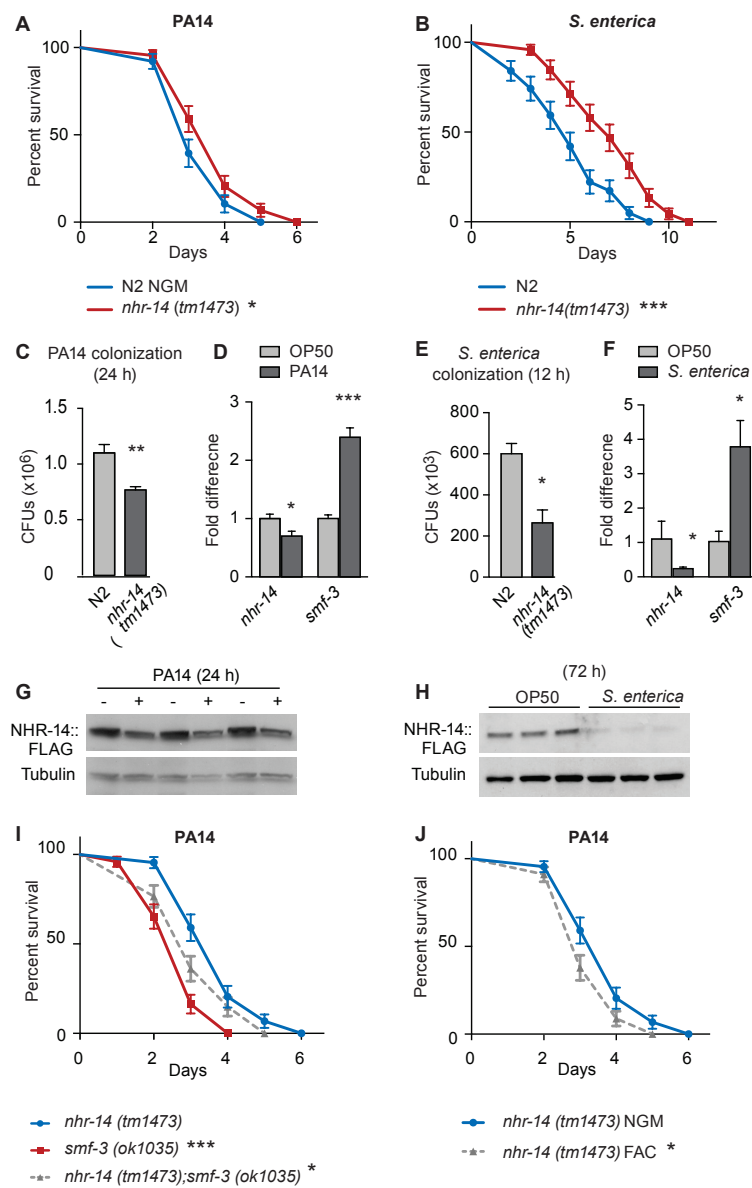 A
PA14
Percent survival
100
50
0
0
2
4
6
Days
N2 NGM
nhr-14 (tm1473) *
B
S. enterica
Percent survival
100
50
0
0
5
10
Days
N2
nhr-14(tm1473) ***
C
PA14 colonization
(24 h)
CFUs (x10⁶)
1.5
1.0
0.5
0
**
N2
nhr-14
( tm1473)
D
OP50
PA14
Fold differecne
3
2
1
0
*
***
nhr-14
smf-3
E
S. enterica
colonization (12 h)
CFUs (x10³)
800
600
400
200
0
*
N2
nhr-14
(tm1473)
F
OP50
S. enterica
Fold differecne
5
4
3
2
1
0
*
*
nhr-14
smf-3
G
PA14 (24 h)
- + - + - +
NHR-14::
FLAG
Tubulin
H
(72 h)
OP50 S. enterica
NHR-14::
FLAG
Tubulin
I
PA14
Percent survival
100
50
0
0
2
4
6
Days
nhr-14 (tm1473)
smf-3 (ok1035) ***
nhr-14 (tm1473);smf-3 (ok1035) *
J
PA14
Percent survival
100
50
0
0
2
4
6
Days
nhr-14 (tm1473) NGM
nhr-14 (tm1473) FAC *